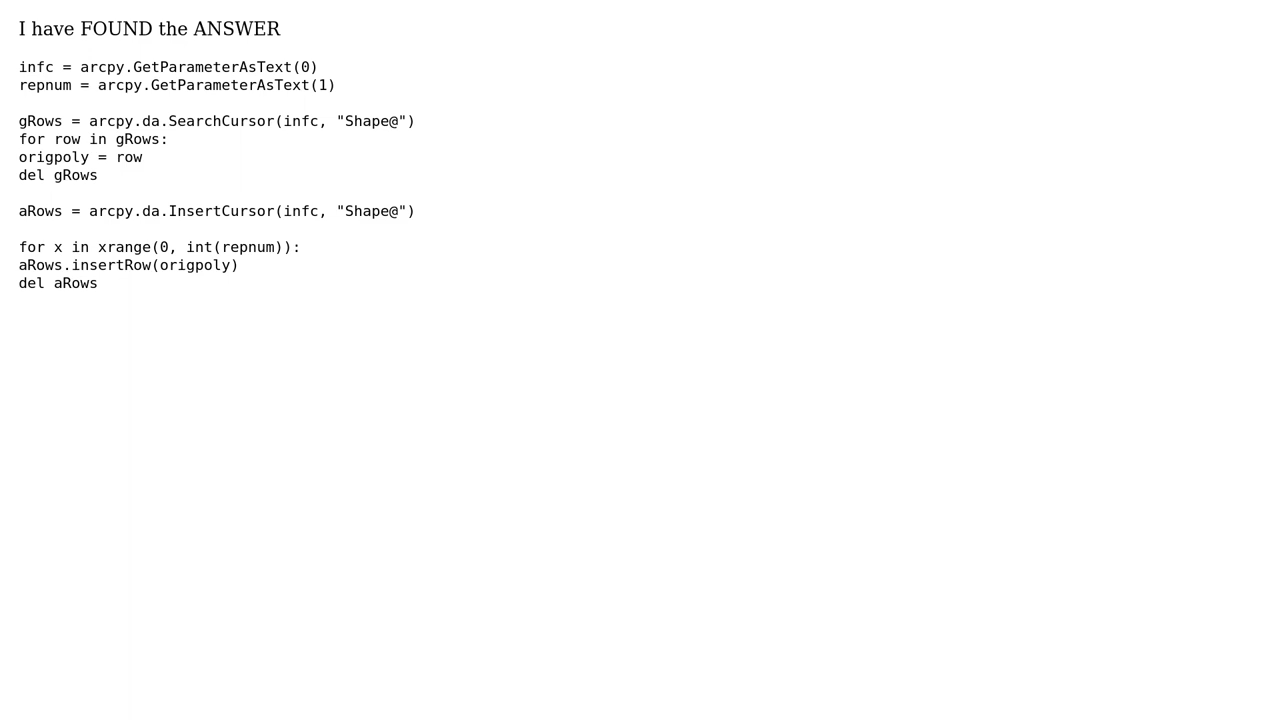 I have FOUND the ANSWER
infc = arcpy.GetParameterAsText(0)
repnum = arcpy.GetParameterAsText(1)
gRows = arcpy.da.SearchCursor(infc, "Shape@")
for row in gRows:
origpoly = row
del gRows
aRows = arcpy.da.InsertCursor(infc, "Shape@")
for x in xrange(0, int(repnum)):
aRows.insertRow(origpoly)
del aRows